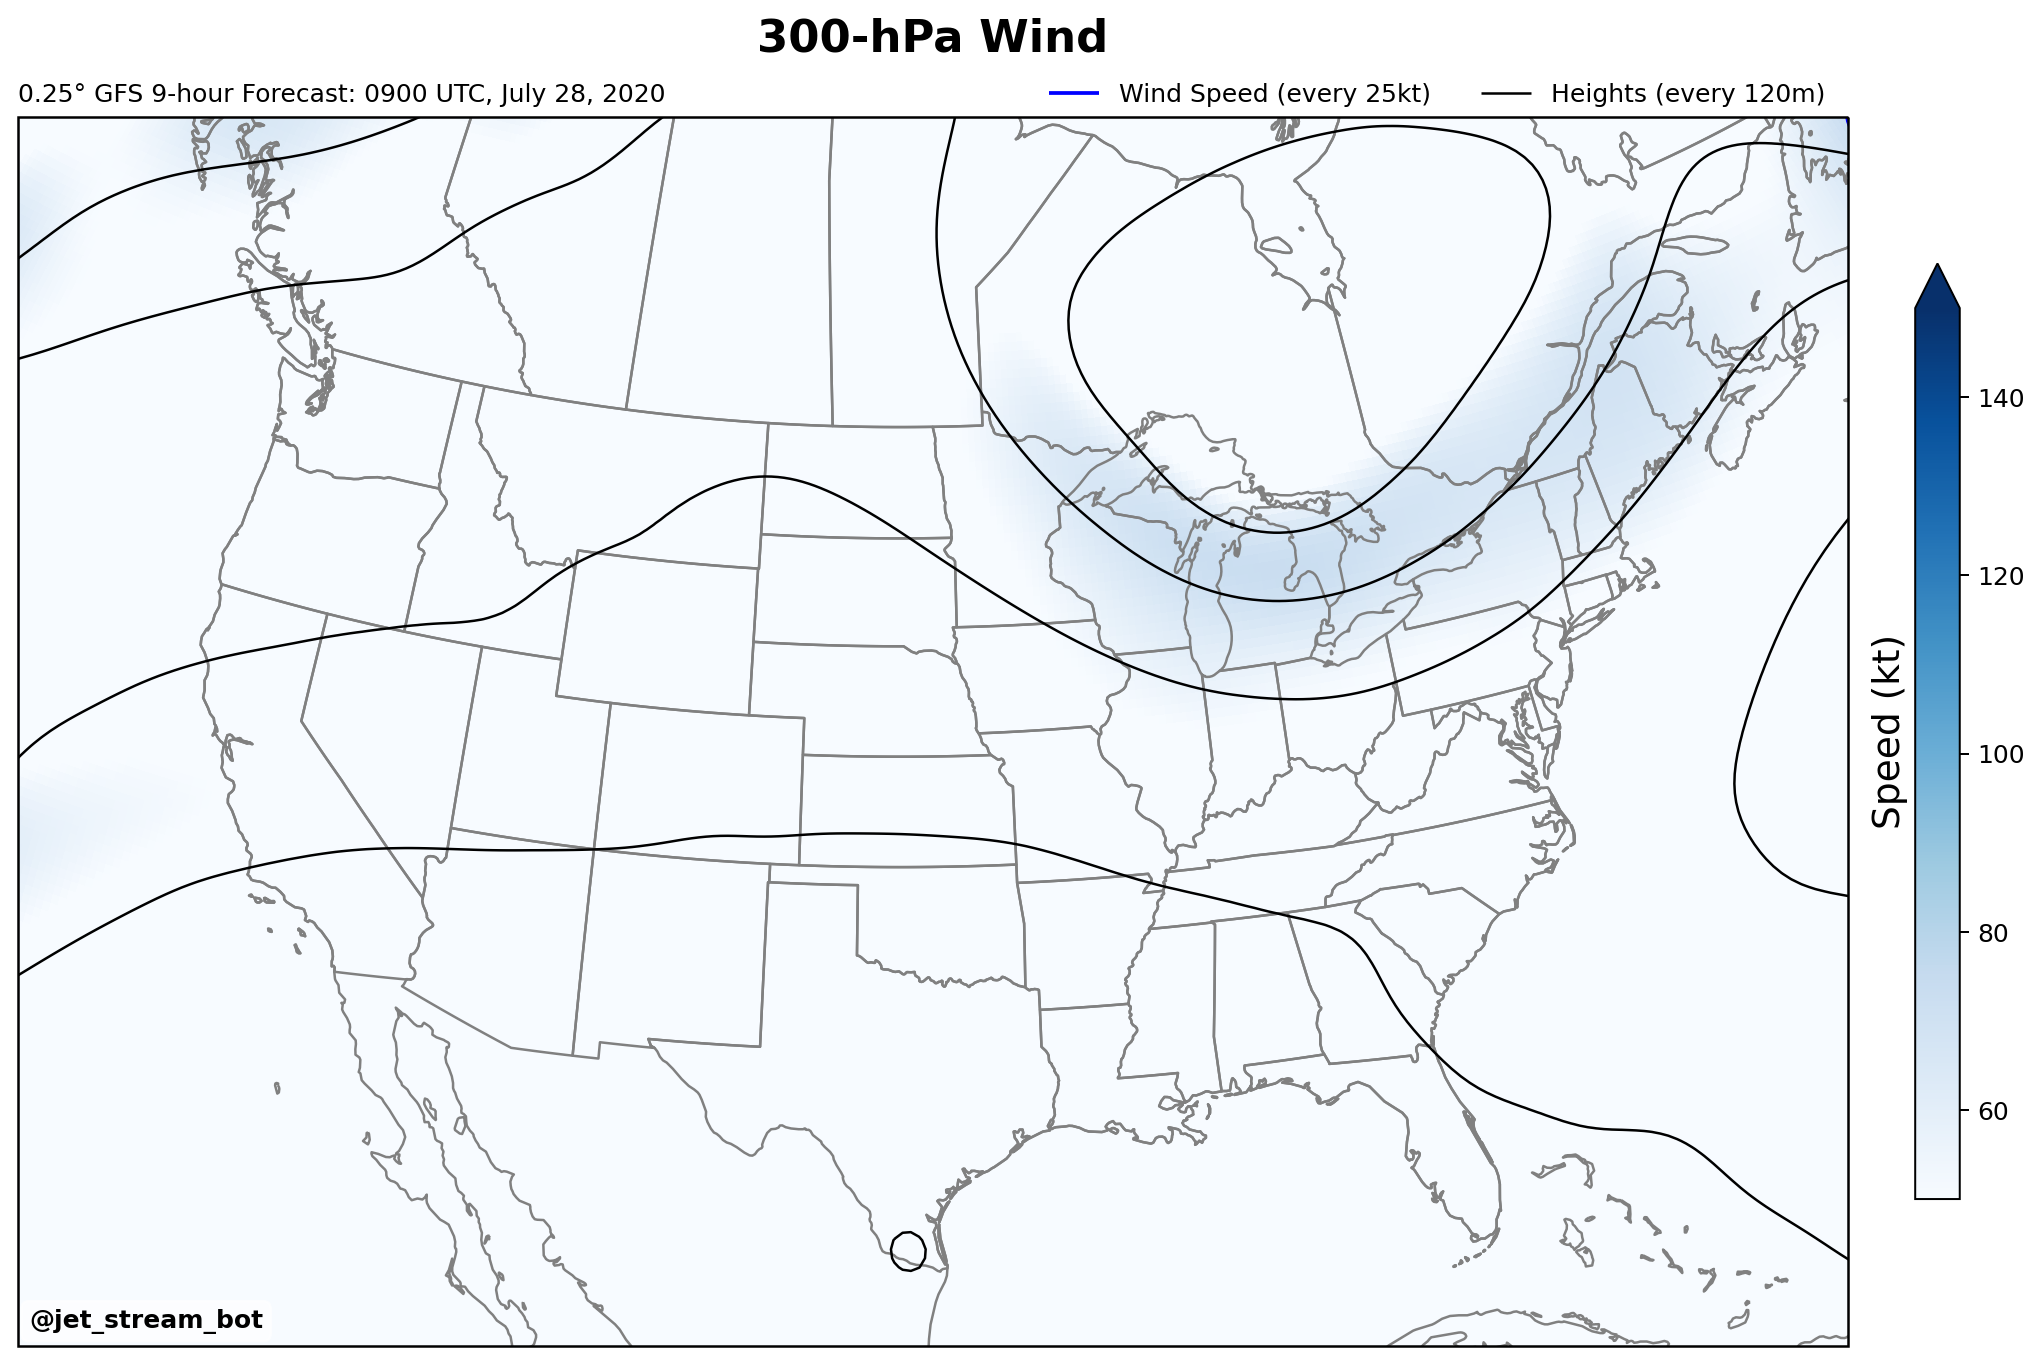 300-hPa Wind
0.25° GFS 9-hour Forecast: 0900 UTC, July 28, 2020
Wind Speed (every 25kt)
Heights (every 120m)
140
120
100
80
60
Speed (kt)
@jet_stream_bot